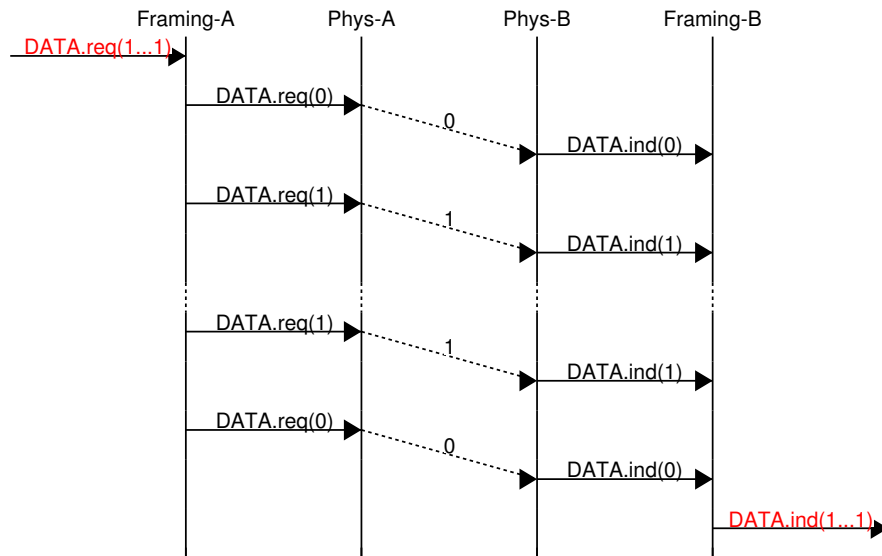 Framing-A Phys-A Phys-B Framing-B
DATA.req(1...1)
DATA.req(0)
0
DATA.ind(0)
DATA.req(1)
1
DATA.ind(1)
DATA.req(1)
1
DATA.ind(1)
DATA.req(0)
0
DATA.ind(0)
DATA.ind(1...1)